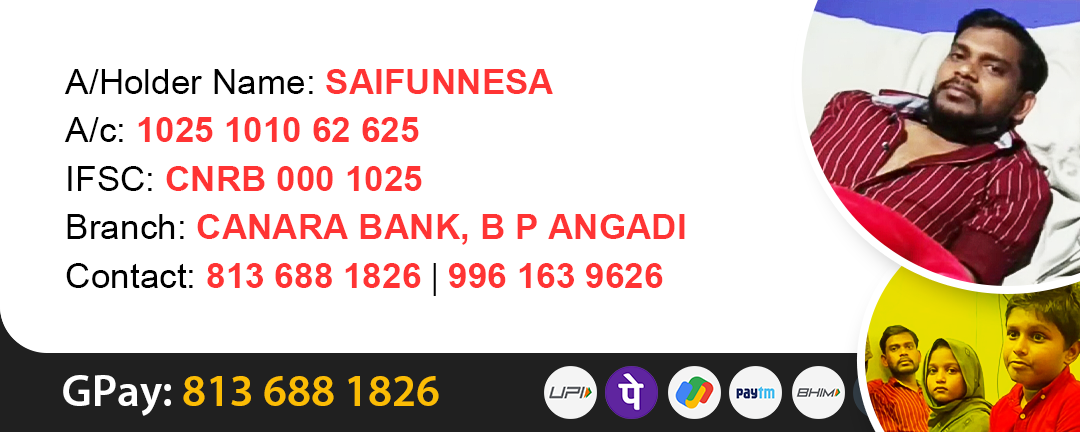 A/Holder Name: SAIFUNNESA
A/c: 1025 1010 62 625
IFSC: CNRB 000 1025
Branch: CANARA BANK, B P ANGADI
Contact: 813 688 1826 | 996 163 9626
GPay: 813 688 1826
UPI पे paytm BHIM